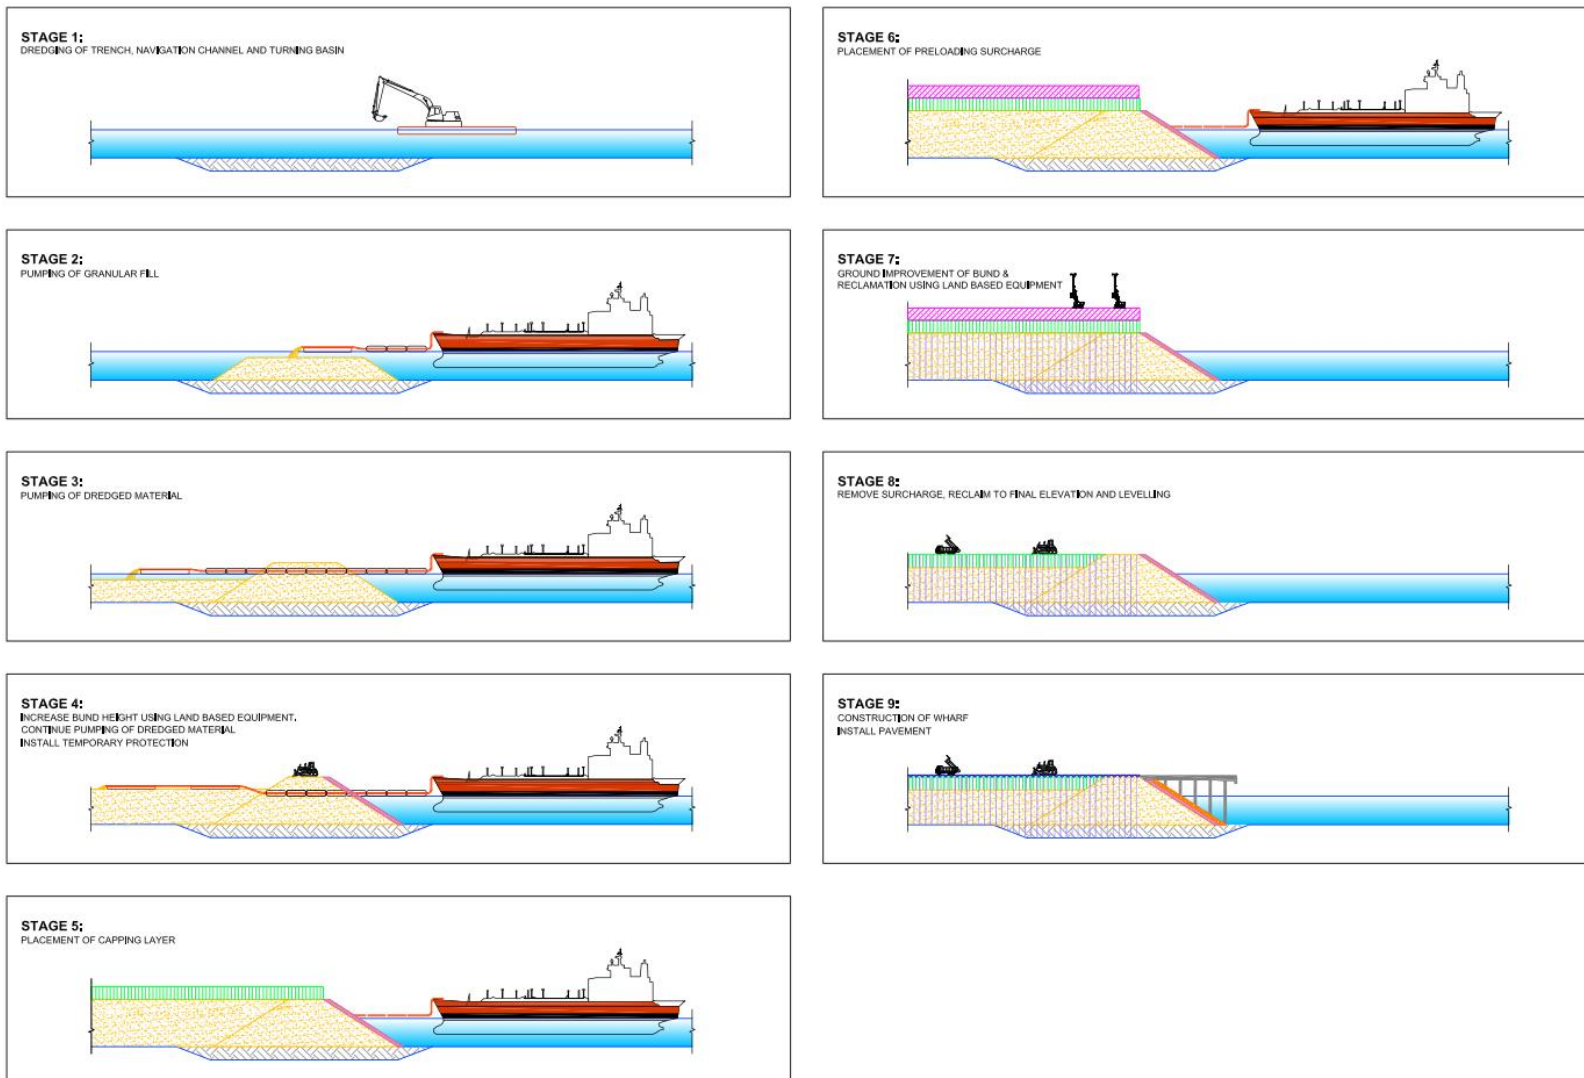 STAGE 1:
DREDGING OF TRENCH, NAVIGATION CHANNEL AND TURNING BASIN
STAGE 2:
PUMPING OF GRANULAR FILL
STAGE 3:
PUMPING OF DREDGED MATERIAL
STAGE 4:
INCREASE BUND HEIGHT USING LAND BASED EQUIPMENT.
CONTINUE PUMPING OF DREDGED MATERIAL
INSTALL TEMPORARY PROTECTION
STAGE 5:
PLACEMENT OF CAPPING LAYER
STAGE 6:
PLACEMENT OF PRELOADING SURCHARGE
STAGE 7:
GROUND IMPROVEMENT OF BUND &
RECLAMATION USING LAND BASED EQUIPMENT
STAGE 8:
REMOVE SURCHARGE, RECLAIM TO FINAL ELEVATION AND LEVELLING
STAGE 9:
CONSTRUCTION OF WHARF
INSTALL PAVEMENT